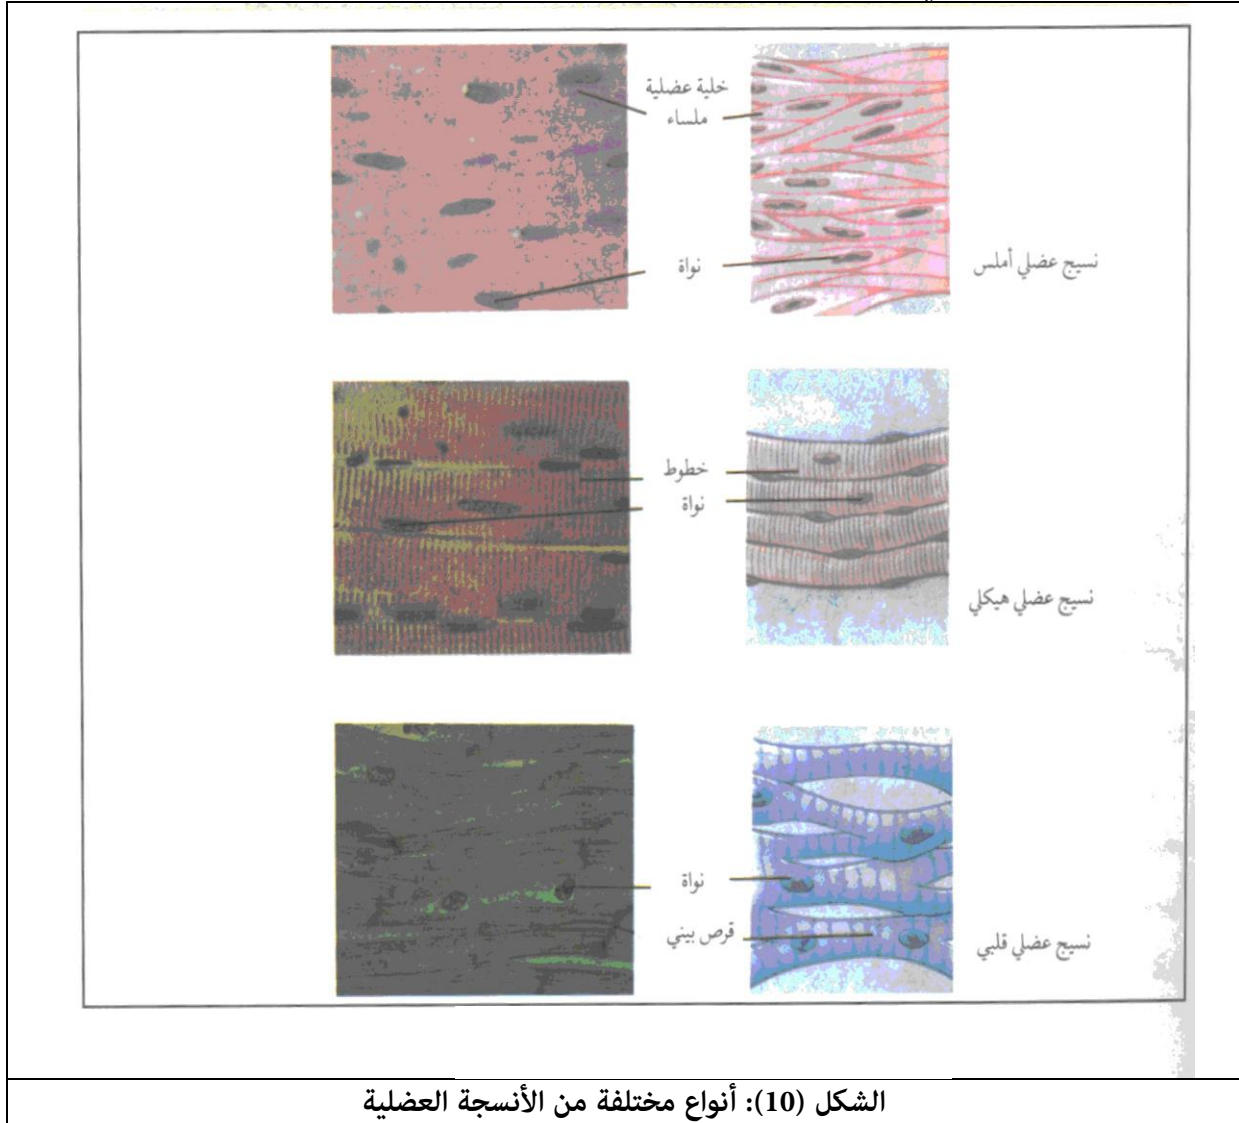 خلية عضلية
ملساء
نواة
نسيج عضلي أملس
خطوط
نواة
نسيج عضلي هيكلي
نواة
قرص بيني
نسيج عضلي قلبي
الشكل (10): أنواع مختلفة من الأنسجة العضلية